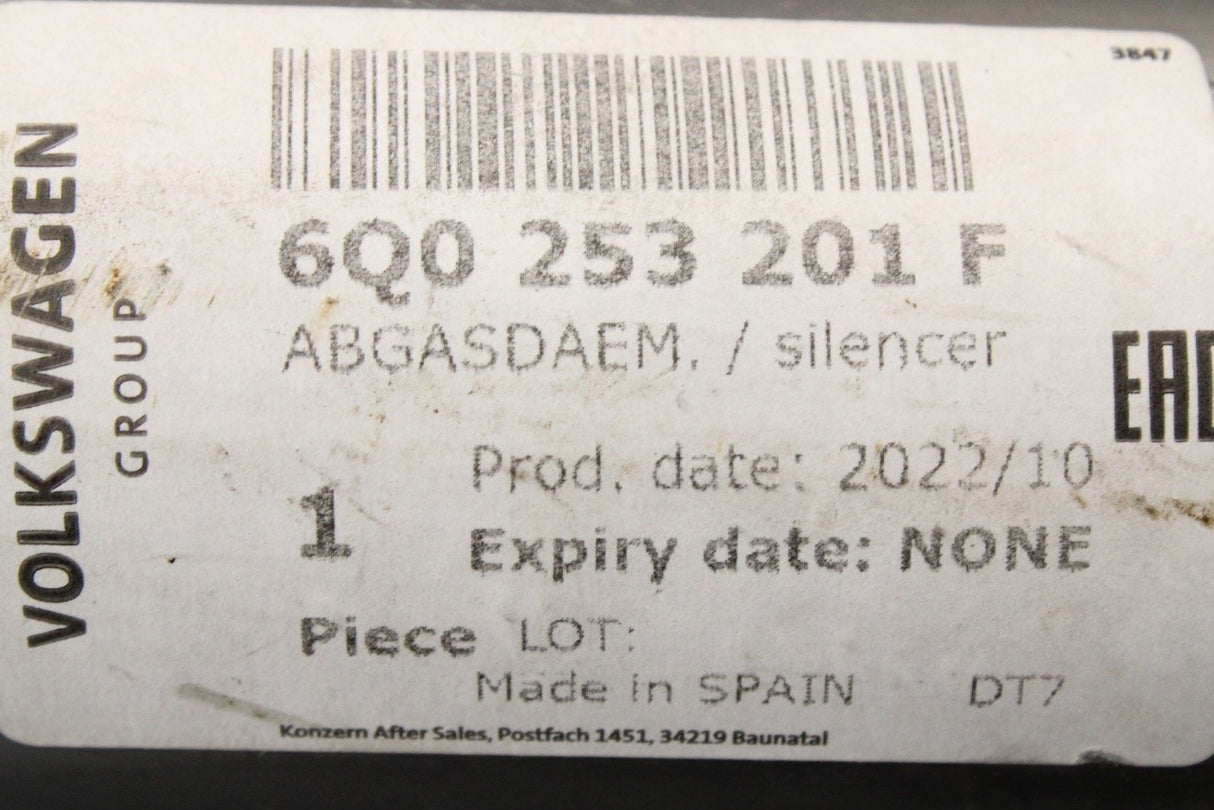 3847
VOLKSWAGEN
GROUP
6Q0 253 201 F
ABGASDAEM. / silencer
EAC
Prod. date: 2022/10
1
Expiry date: NONE
Piece LOT:
Made in SPAIN DT7
Konzern After Sales, Postfach 1451, 34219 Baunatal